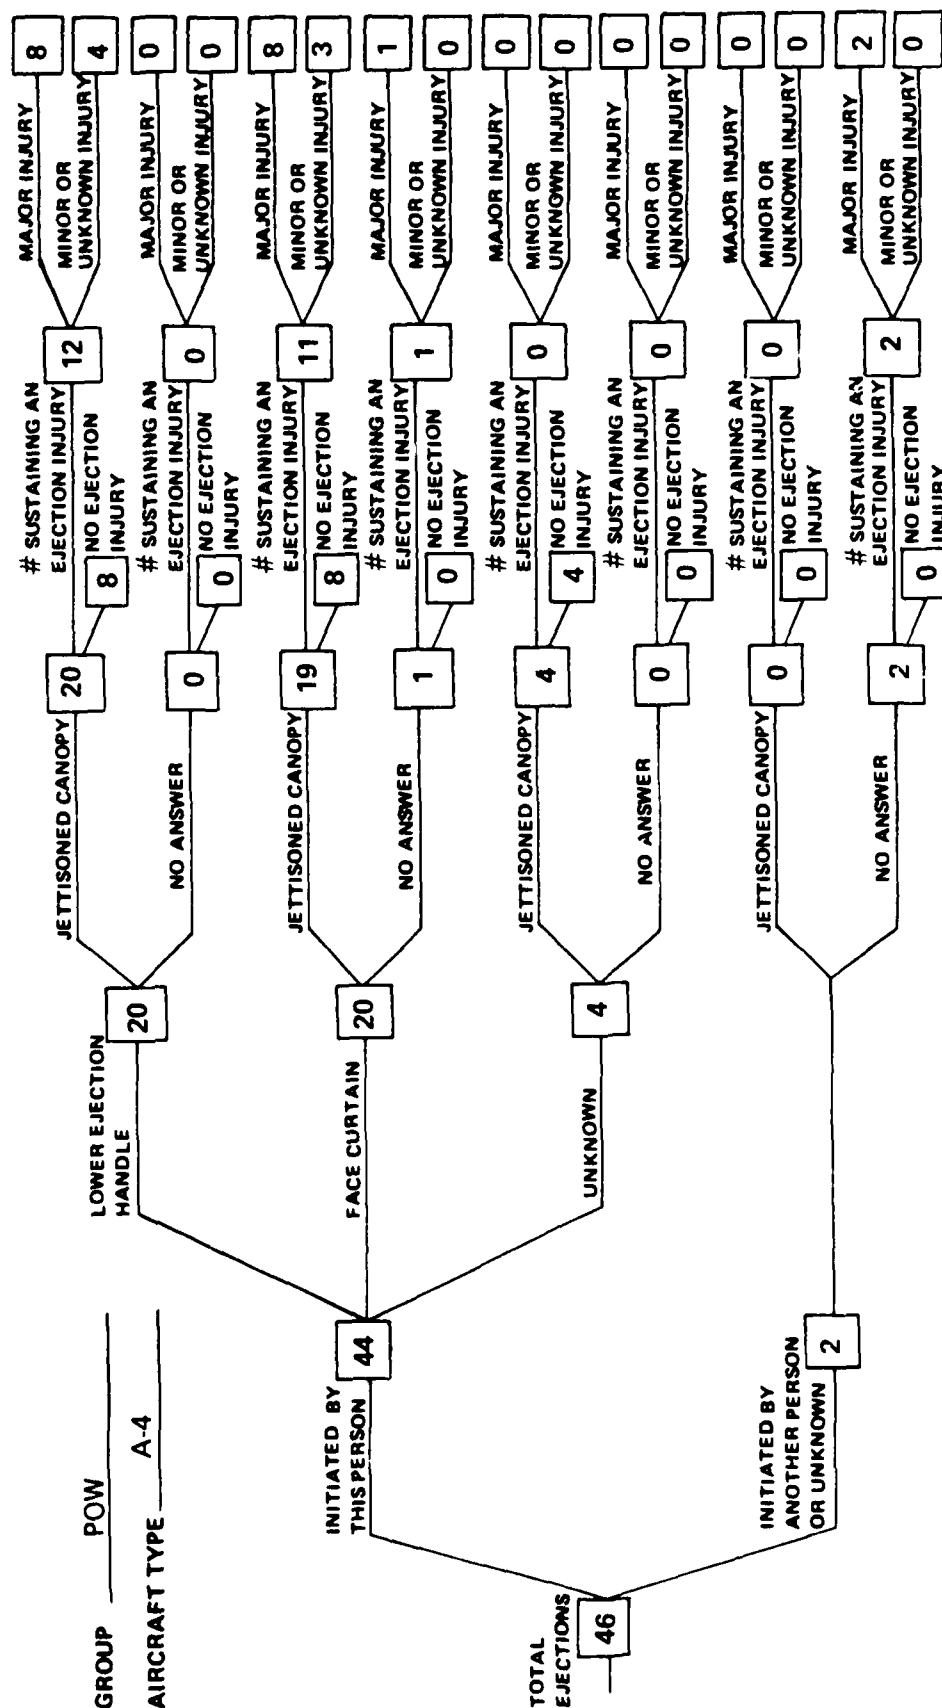 GROUP POW
AIRCRAFT TYPE A-4
TOTAL
EJECTIONS
46
INITIATED BY
THIS PERSON
44
LOWER EJECTION
HANDLE
20
JETTISONED CANOPY
20
# SUSTAINING AN
EJECTION INJURY
12
NO EJECTION
INJURY
8
MAJOR INJURY
8
MINOR OR
UNKNOWN INJURY
4
NO ANSWER
0
# SUSTAINING AN
EJECTION INJURY
0
NO EJECTION
INJURY
0
MAJOR INJURY
0
MINOR OR
UNKNOWN INJURY
0
FACE CURTAIN
20
JETTISONED CANOPY
19
# SUSTAINING AN
EJECTION INJURY
11
NO EJECTION
INJURY
8
MAJOR INJURY
8
MINOR OR
UNKNOWN INJURY
3
NO ANSWER
1
# SUSTAINING AN
EJECTION INJURY
1
NO EJECTION
INJURY
0
MAJOR INJURY
1
MINOR OR
UNKNOWN INJURY
0
UNKNOWN
4
JETTISONED CANOPY
4
# SUSTAINING AN
EJECTION INJURY
0
NO EJECTION
INJURY
4
MAJOR INJURY
0
MINOR OR
UNKNOWN INJURY
0
NO ANSWER
0
# SUSTAINING AN
EJECTION INJURY
0
NO EJECTION
INJURY
0
MAJOR INJURY
0
MINOR OR
UNKNOWN INJURY
0
INITIATED BY
ANOTHER PERSON
OR UNKNOWN
2
JETTISONED CANOPY
0
# SUSTAINING AN
EJECTION INJURY
0
NO EJECTION
INJURY
0
MAJOR INJURY
0
MINOR OR
UNKNOWN INJURY
0
NO ANSWER
2
# SUSTAINING AN
EJECTION INJURY
2
NO EJECTION
INJURY
0
MAJOR INJURY
2
MINOR OR
UNKNOWN INJURY
0